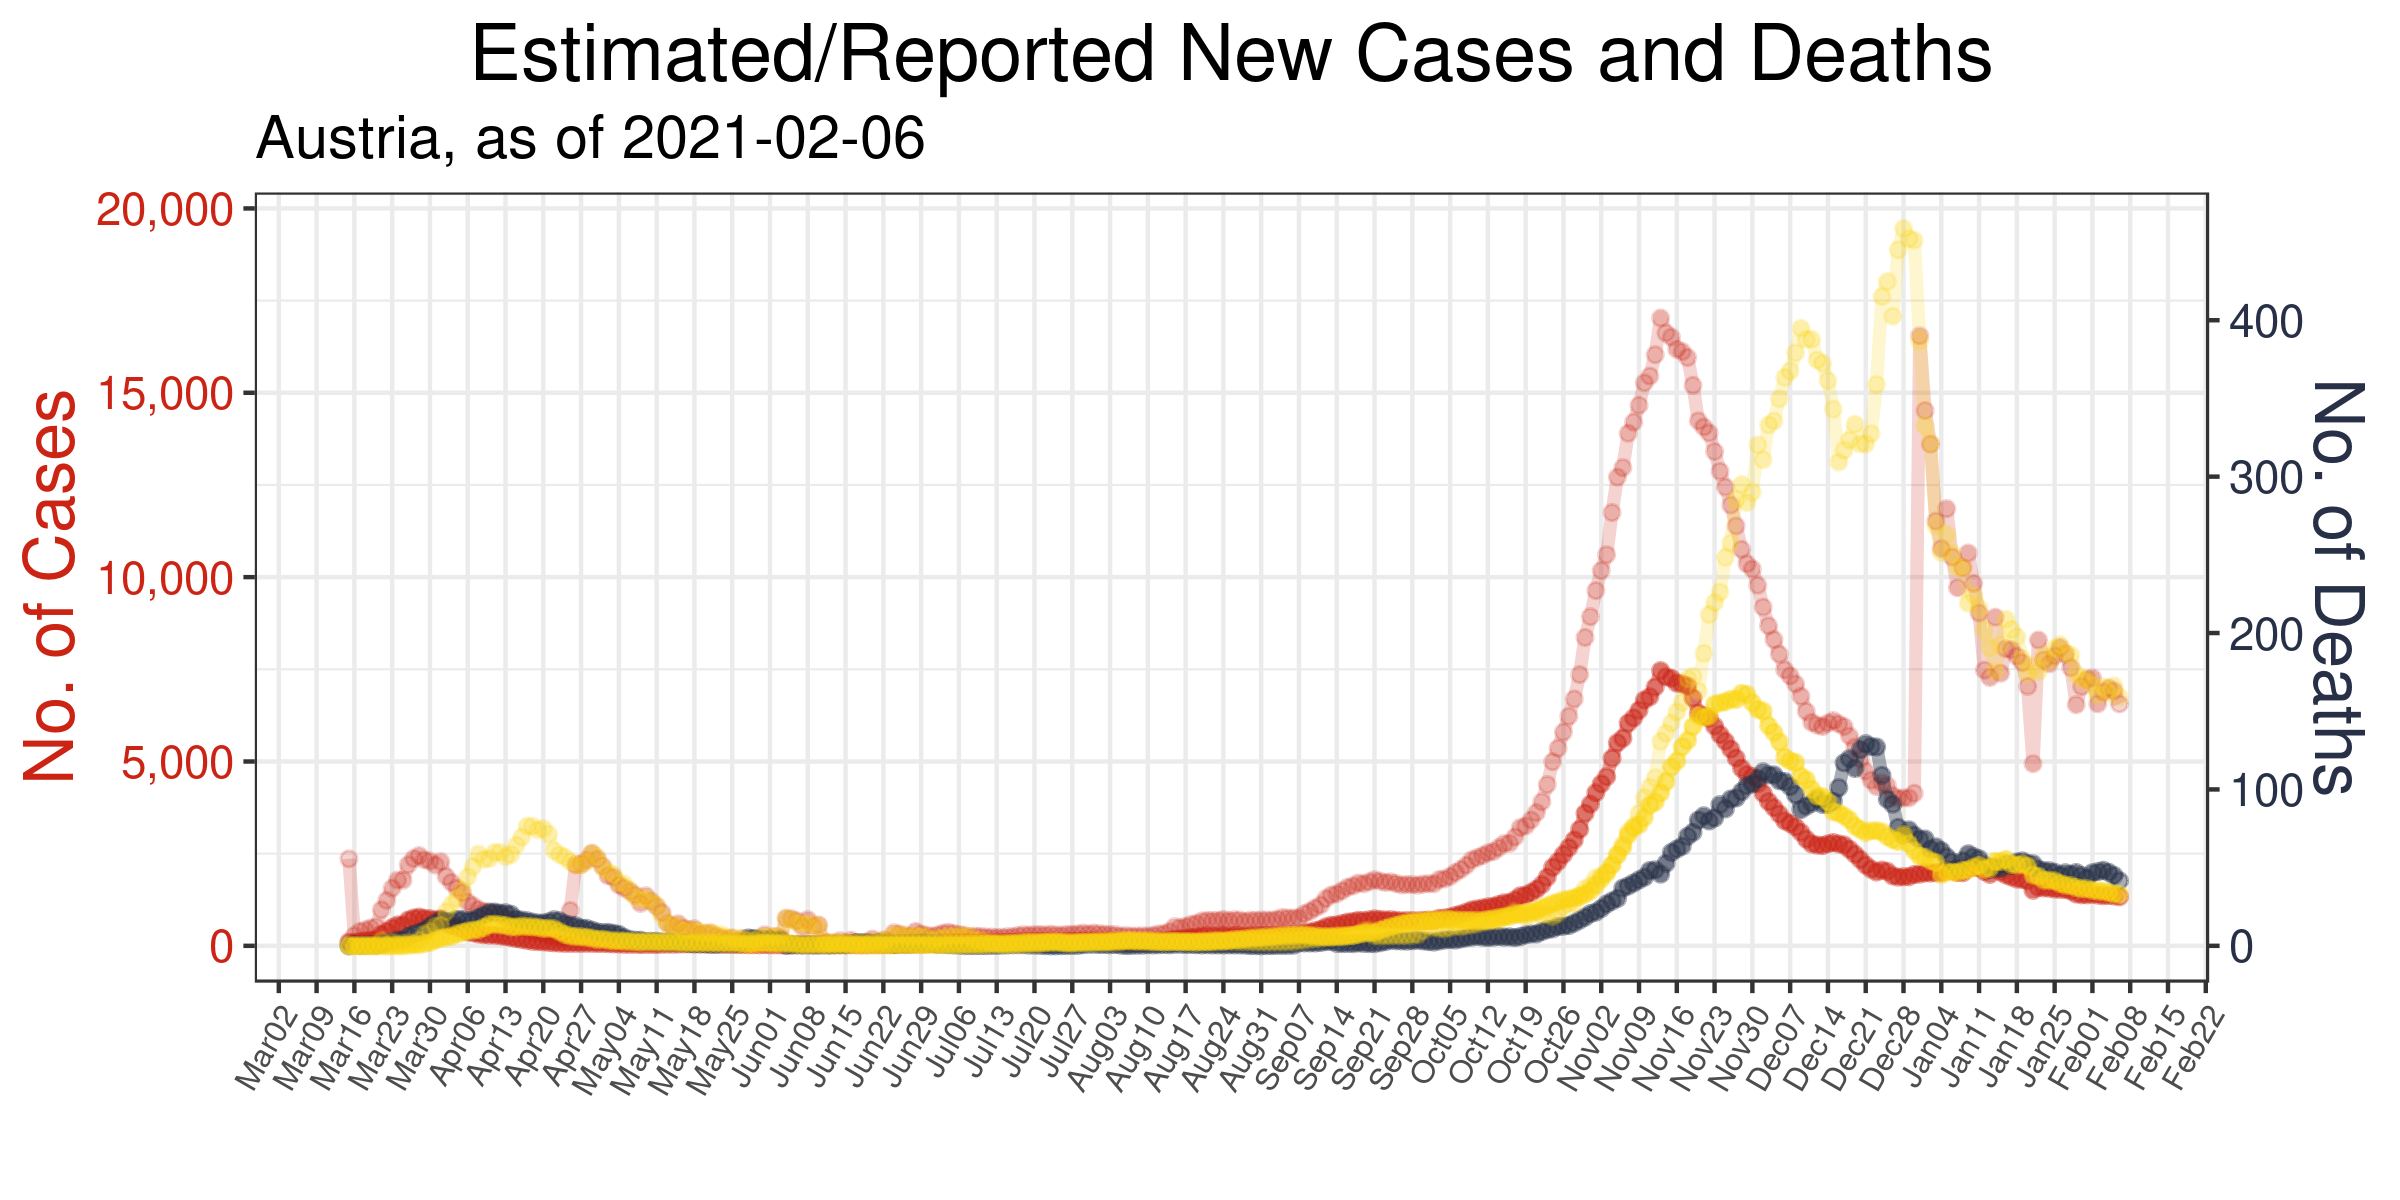 Estimated/Reported New Cases and Deaths
Austria, as of 2021-02-06
No. of Cases
20,000
15,000
10,000
5,000
0
400
300
200
100
0
No. of Deaths
Mar02
Mar09
Mar16
Mar23
Mar30
Apr06
Apr13
Apr20
Apr27
May04
May11
May18
May25
Jun01
Jun08
Jun15
Jun22
Jun29
Jul06
Jul13
Jul20
Jul27
Aug03
Aug10
Aug17
Aug24
Aug31
Sep07
Sep14
Sep21
Sep28
Oct05
Oct12
Oct19
Oct26
Nov02
Nov09
Nov16
Nov23
Nov30
Dec07
Dec14
Dec21
Dec28
Jan04
Jan11
Jan18
Jan25
Feb01
Feb08
Feb15
Feb22